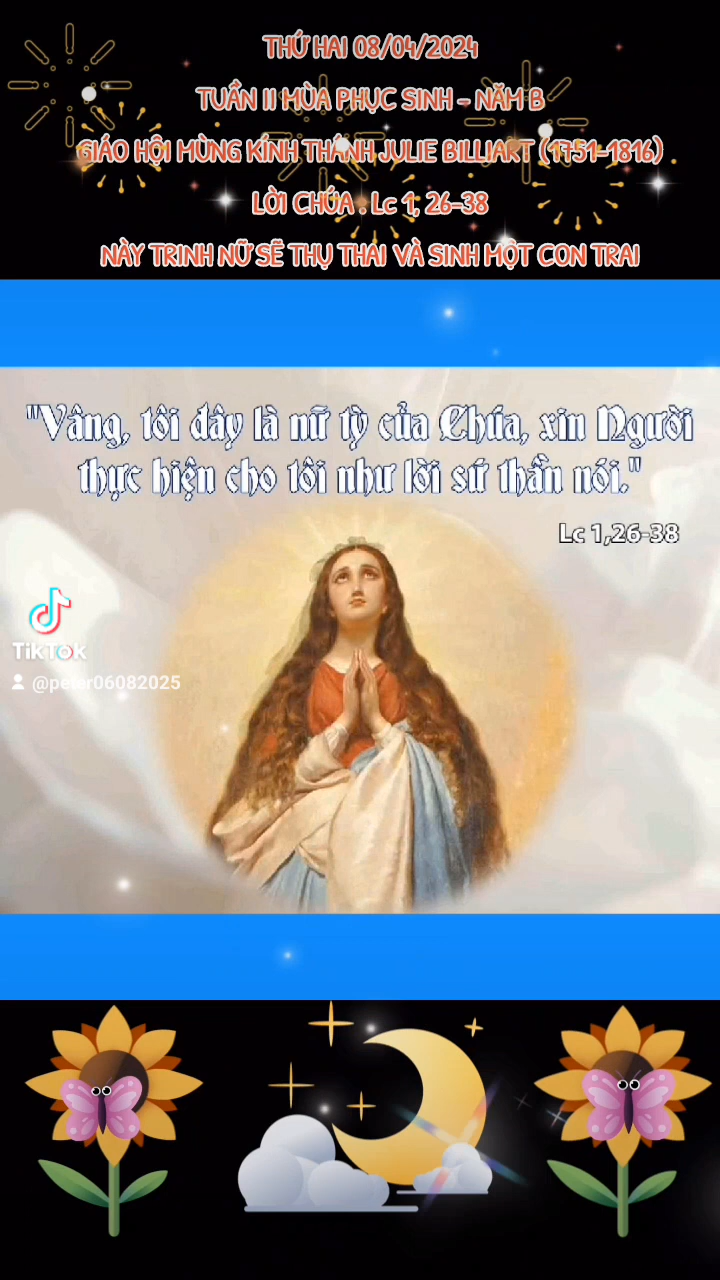 THỨ HAI 08/04/2024
TUẦN II MÙA PHỤC SINH - NĂM B
GIÁO HỘI MỪNG KÍNH THÁNH JULIE BILLIART (1751-1816)
LỜI CHÚA . Lc 1, 26-38
NÀY TRINH NỮ SẼ THỤ THAI VÀ SINH MỘT CON TRAI
"Vâng, tôi đây là nữ tỳ của Chúa, xin Người
thực hiện cho tôi như lời sứ thần nói."
Lc 1,26-38
TikTok
@peter06082025